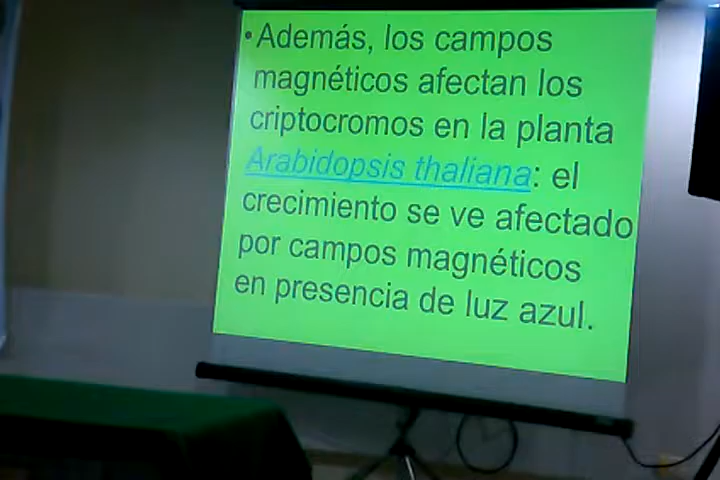 •Además, los campos
magnéticos afectan los
criptocromos en la planta
Arabidopsis thaliana: el
crecimiento se ve afectado
por campos magnéticos
en presencia de luz azul.